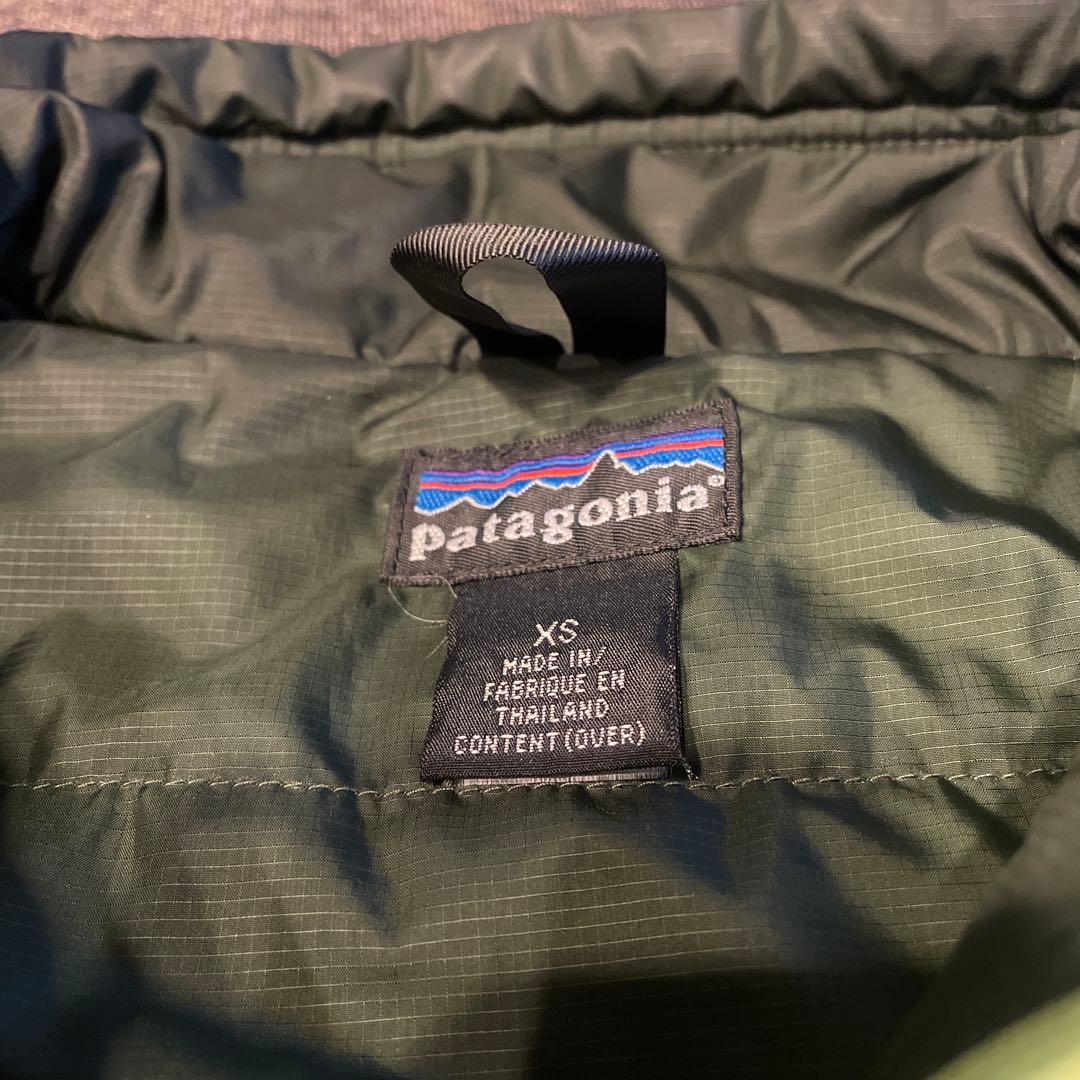 patagonia®
XS
MADE IN/
FABRIQUE EN
THAILAND
CONTENT (OVER)